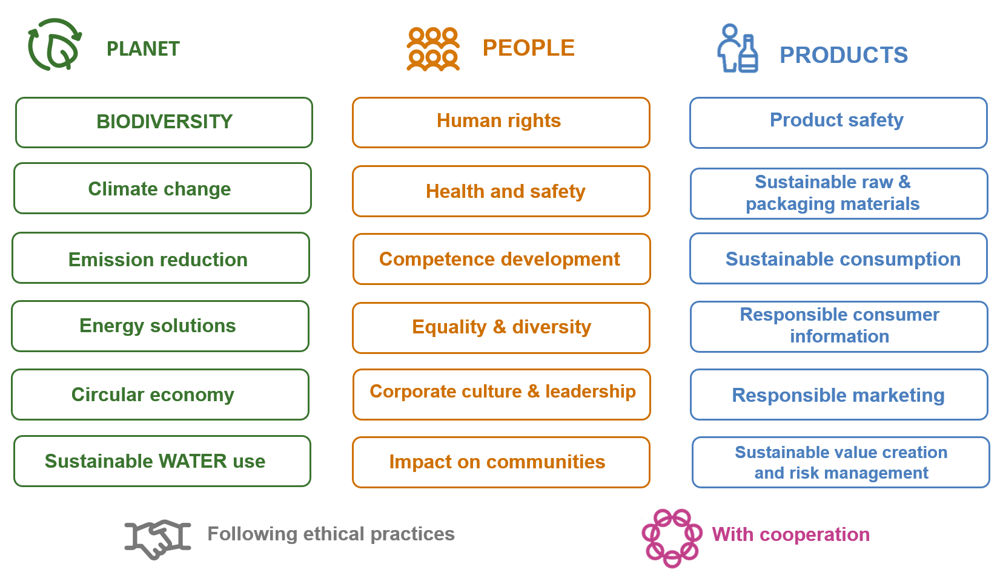 PLANET
BIODIVERSITY
Climate change
Emission reduction
Energy solutions
Circular economy
Sustainable WATER use
PEOPLE
Human rights
Health and safety
Competence development
Equality & diversity
Corporate culture & leadership
Impact on communities
PRODUCTS
Product safety
Sustainable raw &
packaging materials
Sustainable consumption
Responsible consumer
information
Responsible marketing
Sustainable value creation
and risk management
Following ethical practices
With cooperation